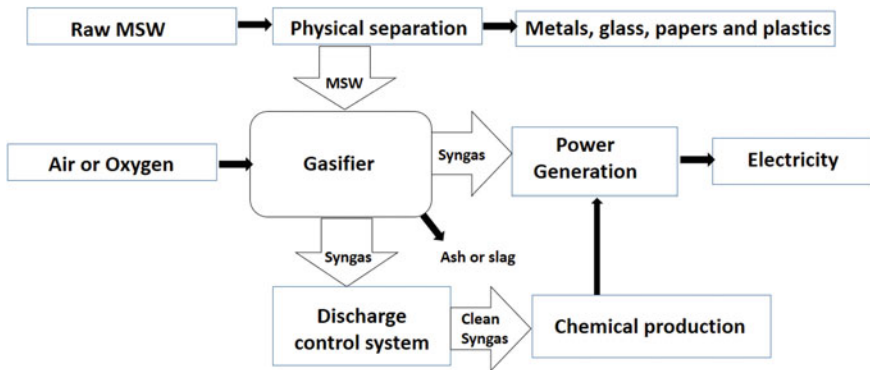 Raw MSW
Physical separation
Metals, glass, papers and plastics
MSW
Air or Oxygen
Gasifier
Syngas
Power
Generation
Electricity
Syngas
Ash or slag
Discharge
control system
Clean
Syngas
Chemical production